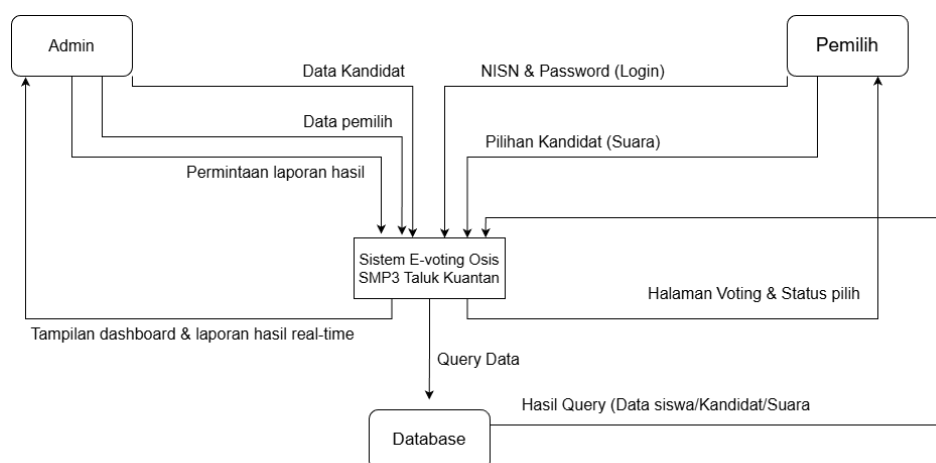 Admin
Pemilih
Data Kandidat
NISN & Password (Login)
Data pemilih
Pilihan Kandidat (Suara)
Permintaan laporan hasil
Sistem E-voting Osis
SMP3 Taluk Kuantan
Halaman Voting & Status pilih
Tampilan dashboard & laporan hasil real-time
Query Data
Hasil Query (Data siswa/Kandidat/Suara
Database